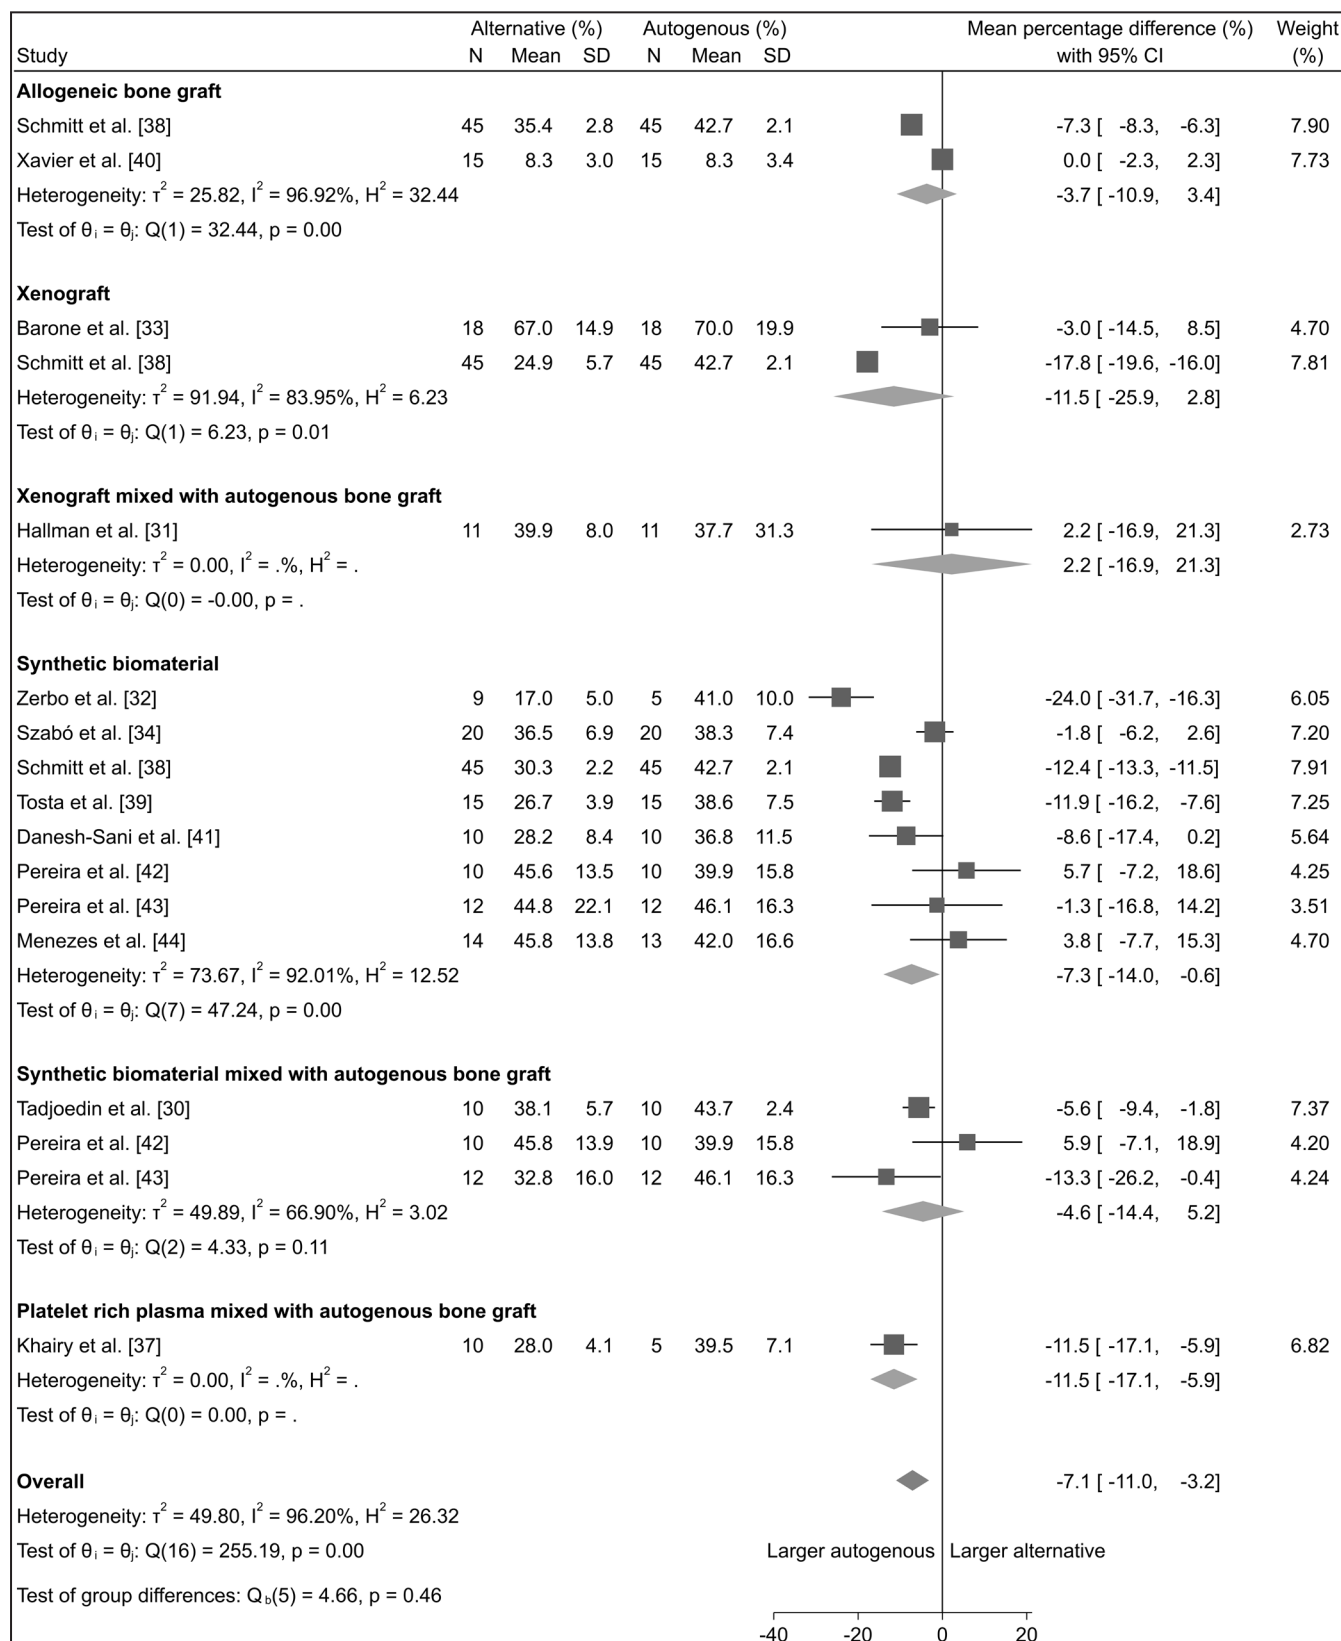 Alternative (%) Autogenous (%) Mean percentage difference (%) Weight
Study N Mean SD N Mean SD with 95% CI (%)
Allogeneic bone graft
Schmitt et al. [38] 45 35.4 2.8 45 42.7 2.1 -7.3 [ -8.3, -6.3] 7.90
Xavier et al. [40] 15 8.3 3.0 15 8.3 3.4 0.0 [ -2.3, 2.3] 7.73
Heterogeneity: τ² = 25.82, I² = 96.92%, H² = 32.44 -3.7 [ -10.9, 3.4]
Test of θᵢ = θⱼ: Q(1) = 32.44, p = 0.00
Xenograft
Barone et al. [33] 18 67.0 14.9 18 70.0 19.9 -3.0 [ -14.5, 8.5] 4.70
Schmitt et al. [38] 45 24.9 5.7 45 42.7 2.1 -17.8 [ -19.6, -16.0] 7.81
Heterogeneity: τ² = 91.94, I² = 83.95%, H² = 6.23 -11.5 [ -25.9, 2.8]
Test of θᵢ = θⱼ: Q(1) = 6.23, p = 0.01
Xenograft mixed with autogenous bone graft
Hallman et al. [31] 11 39.9 8.0 11 37.7 31.3 2.2 [ -16.9, 21.3] 2.73
Heterogeneity: τ² = 0.00, I² = .%, H² = . 2.2 [ -16.9, 21.3]
Test of θᵢ = θⱼ: Q(0) = -0.00, p = .
Synthetic biomaterial
Zerbo et al. [32] 9 17.0 5.0 5 41.0 10.0 -24.0 [ -31.7, -16.3] 6.05
Szabó et al. [34] 20 36.5 6.9 20 38.3 7.4 -1.8 [ -6.2, 2.6] 7.20
Schmitt et al. [38] 45 30.3 2.2 45 42.7 2.1 -12.4 [ -13.3, -11.5] 7.91
Tosta et al. [39] 15 26.7 3.9 15 38.6 7.5 -11.9 [ -16.2, -7.6] 7.25
Danesh-Sani et al. [41] 10 28.2 8.4 10 36.8 11.5 -8.6 [ -17.4, 0.2] 5.64
Pereira et al. [42] 10 45.6 13.5 10 39.9 15.8 5.7 [ -7.2, 18.6] 4.25
Pereira et al. [43] 12 44.8 22.1 12 46.1 16.3 -1.3 [ -16.8, 14.2] 3.51
Menezes et al. [44] 14 45.8 13.8 13 42.0 16.6 3.8 [ -7.7, 15.3] 4.70
Heterogeneity: τ² = 73.67, I² = 92.01%, H² = 12.52 -7.3 [ -14.0, -0.6]
Test of θᵢ = θⱼ: Q(7) = 47.24, p = 0.00
Synthetic biomaterial mixed with autogenous bone graft
Tadjoedin et al. [30] 10 38.1 5.7 10 43.7 2.4 -5.6 [ -9.4, -1.8] 7.37
Pereira et al. [42] 10 45.8 13.9 10 39.9 15.8 5.9 [ -7.1, 18.9] 4.20
Pereira et al. [43] 12 32.8 16.0 12 46.1 16.3 -13.3 [ -26.2, -0.4] 4.24
Heterogeneity: τ² = 49.89, I² = 66.90%, H² = 3.02 -4.6 [ -14.4, 5.2]
Test of θᵢ = θⱼ: Q(2) = 4.33, p = 0.11
Platelet rich plasma mixed with autogenous bone graft
Khairy et al. [37] 10 28.0 4.1 5 39.5 7.1 -11.5 [ -17.1, -5.9] 6.82
Heterogeneity: τ² = 0.00, I² = .%, H² = . -11.5 [ -17.1, -5.9]
Test of θᵢ = θⱼ: Q(0) = 0.00, p = .
Overall -7.1 [ -11.0, -3.2]
Heterogeneity: τ² = 49.80, I² = 96.20%, H² = 26.32
Test of θᵢ = θⱼ: Q(16) = 255.19, p = 0.00 Larger autogenous Larger alternative
Test of group differences: Q_b(5) = 4.66, p = 0.46
-40 -20 0 20